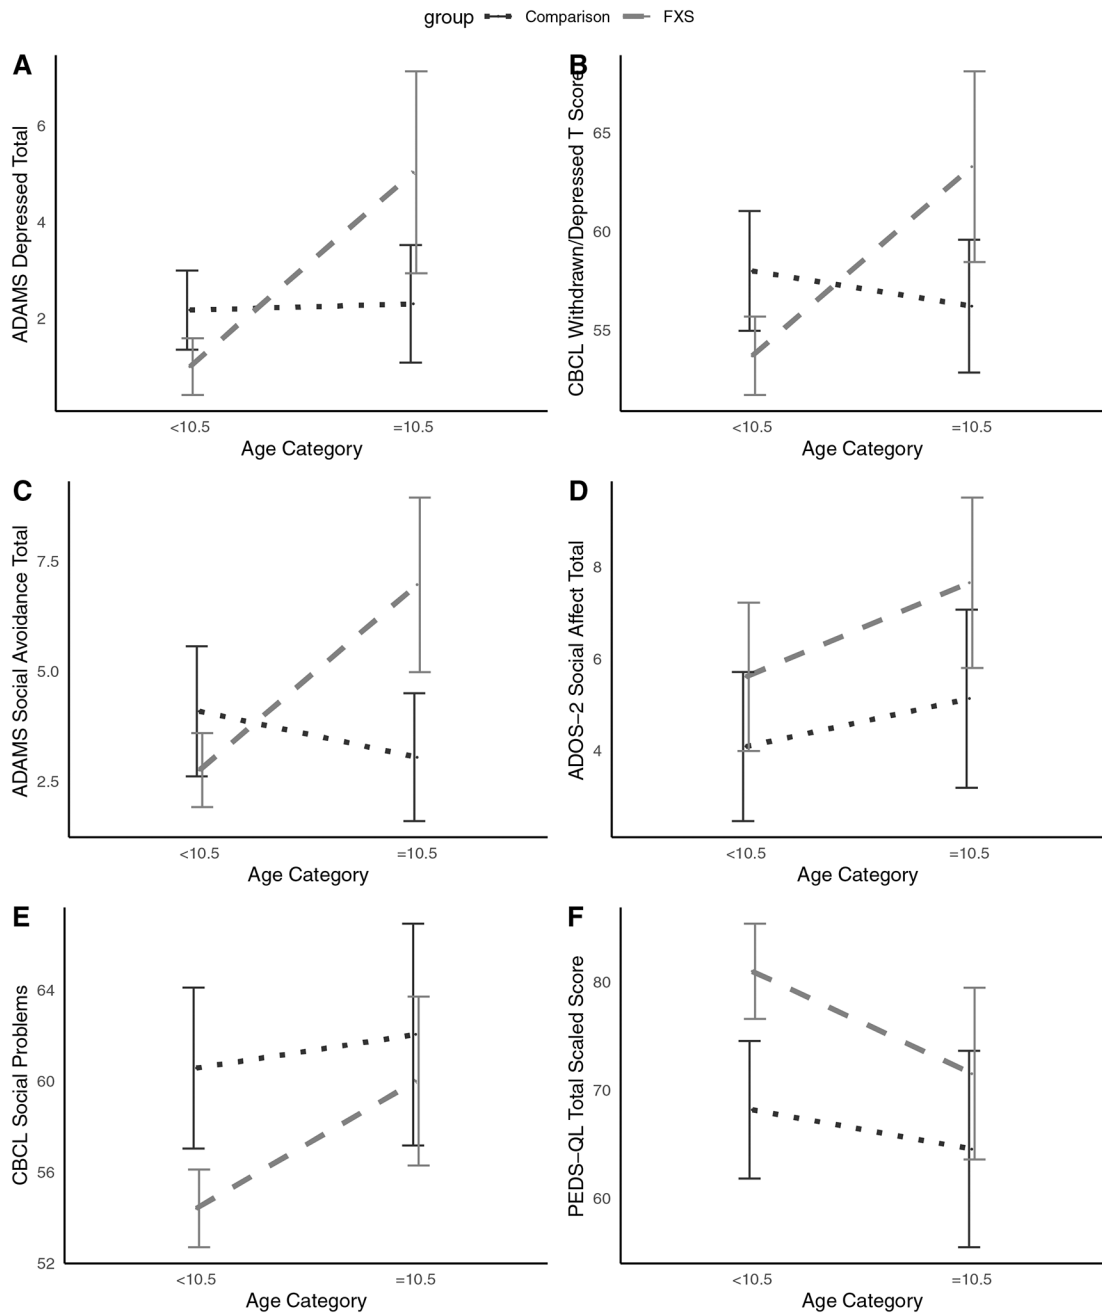 group Comparison FXS
A
ADAMS Depressed Total
6
4
2
<10.5 =10.5
Age Category
B
CBCL Withdrawn/Depressed T Score
65
60
55
<10.5 =10.5
Age Category
C
ADAMS Social Avoidance Total
7.5
5.0
2.5
<10.5 =10.5
Age Category
D
ADOS−2 Social Affect Total
8
6
4
<10.5 =10.5
Age Category
E
CBCL Social Problems
64
60
56
52
<10.5 =10.5
Age Category
F
PEDS−QL Total Scaled Score
80
70
60
<10.5 =10.5
Age Category